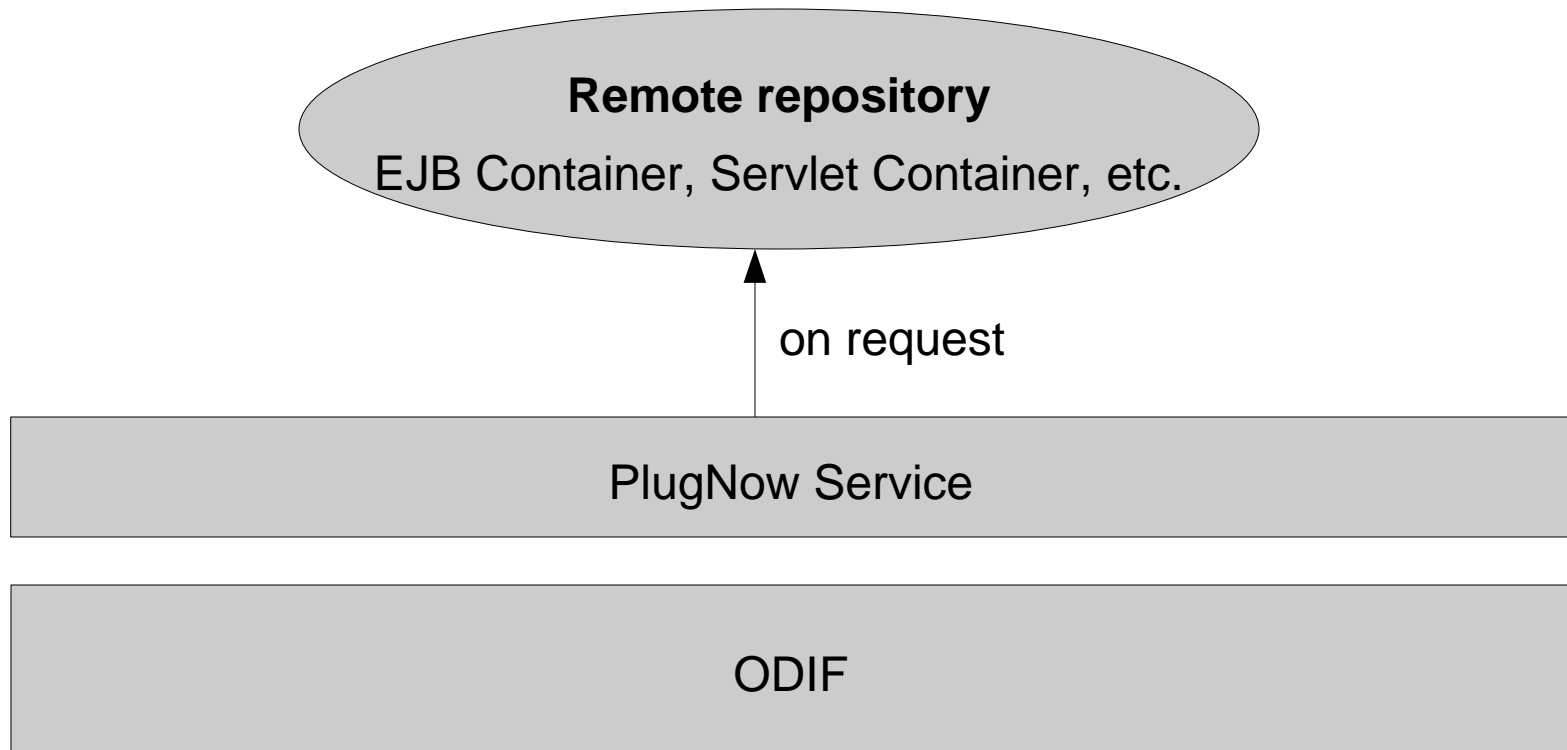 Remote repository
EJB Container, Servlet Container, etc.
on request
PlugNow Service
ODIF